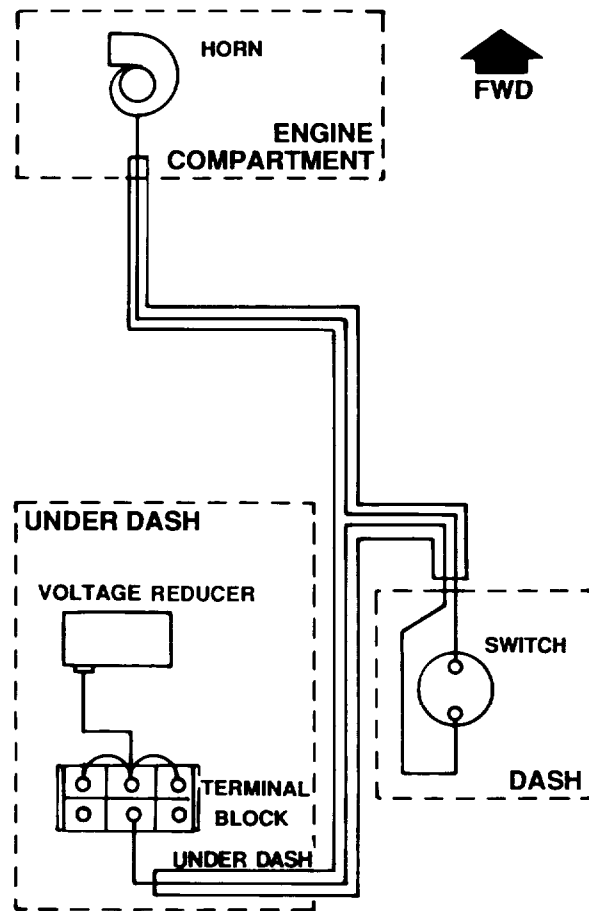 HORN
FWD
ENGINE
COMPARTMENT
UNDER DASH
VOLTAGE REDUCER
SWITCH
DASH
TERMINAL
BLOCK
UNDER DASH